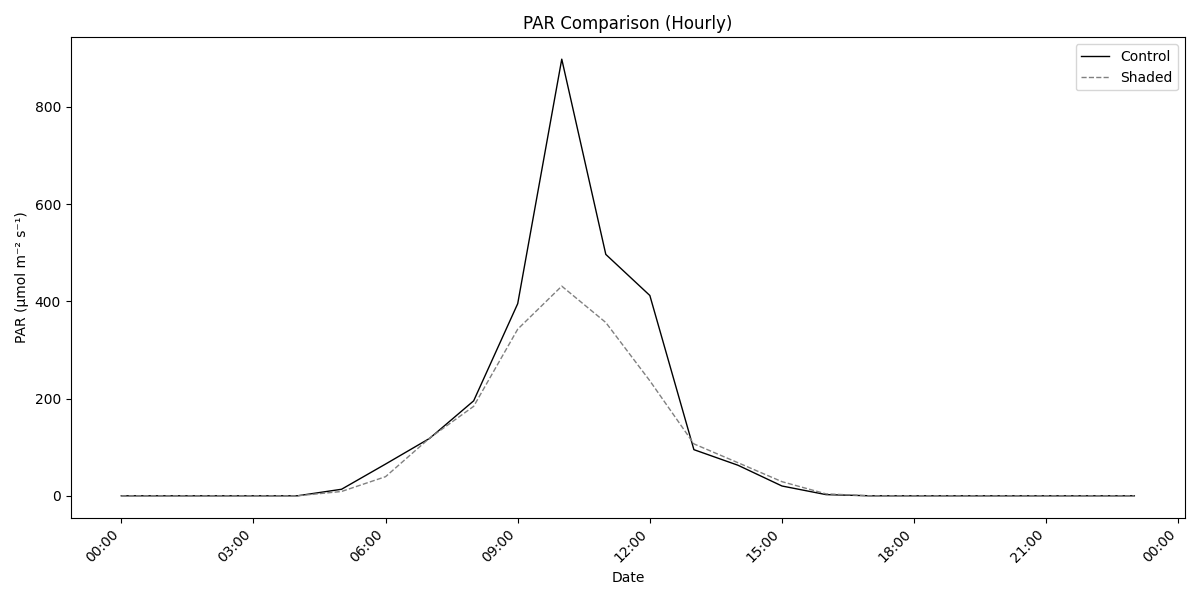 PAR Comparison (Hourly)
Control
Shaded
PAR (μmol m⁻² s⁻¹)
800
600
400
200
0
00:00
03:00
06:00
09:00
12:00
15:00
18:00
21:00
00:00
Date